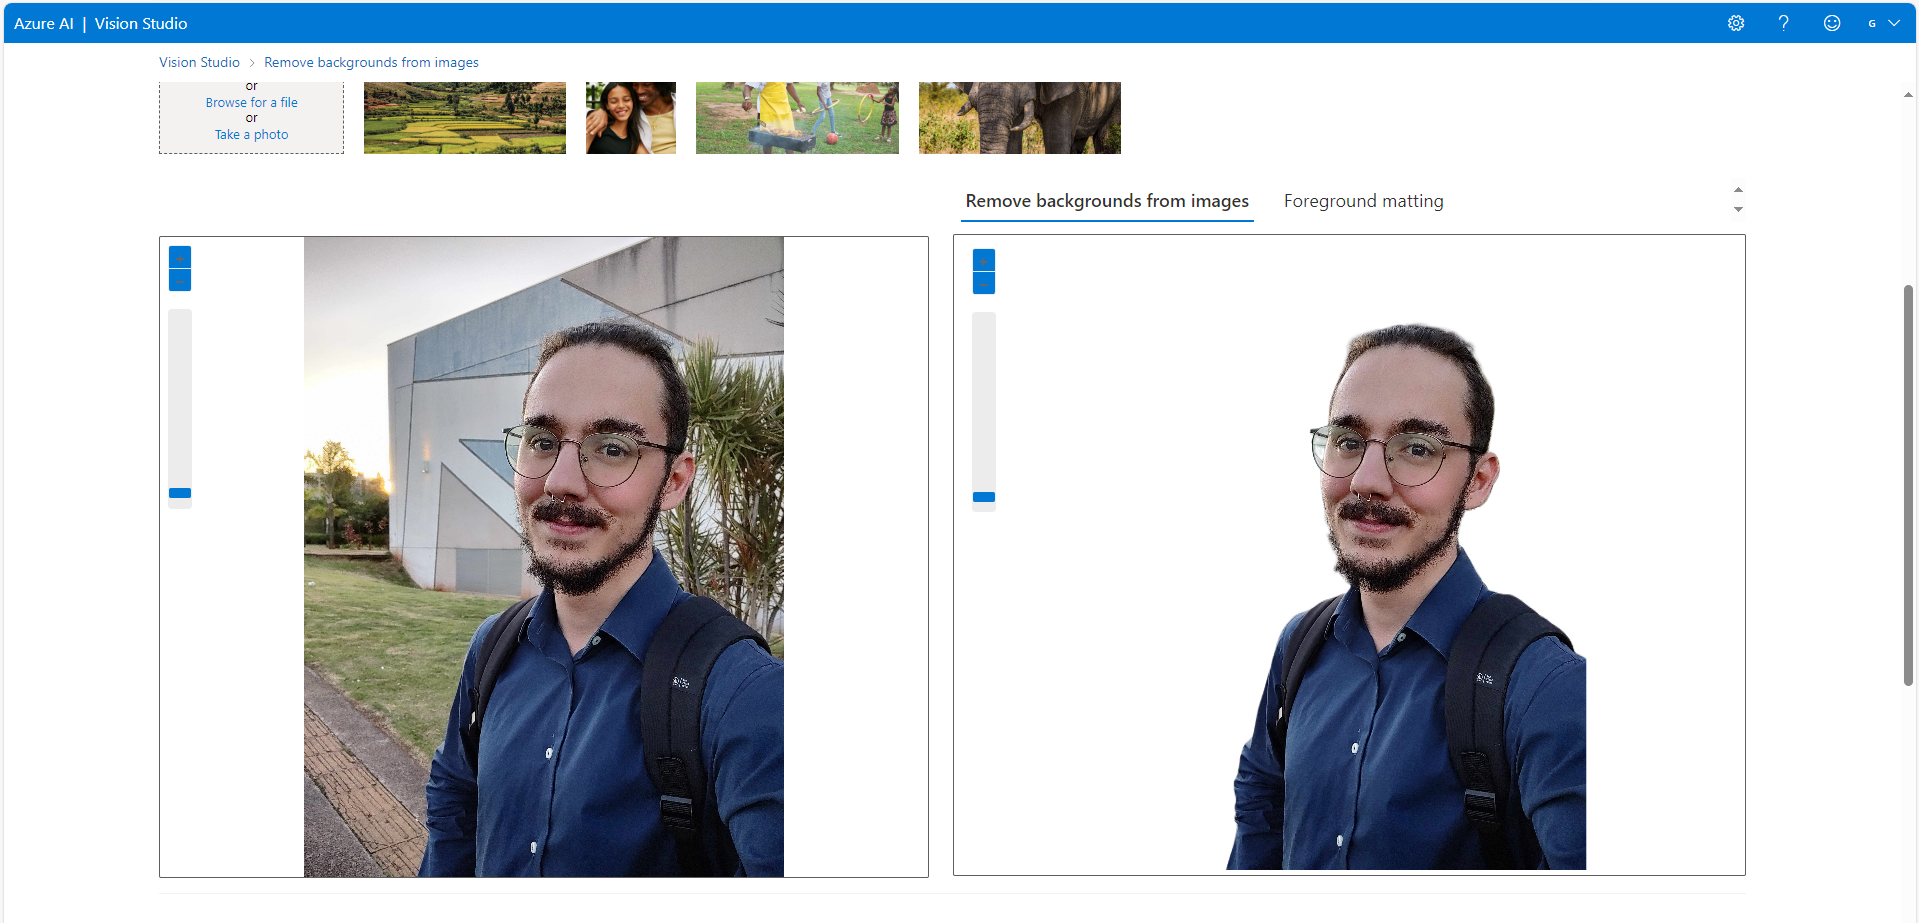 Azure AI | Vision Studio
G
Vision Studio > Remove backgrounds from images
or
Browse for a file
or
Take a photo
Remove backgrounds from images
Foreground matting